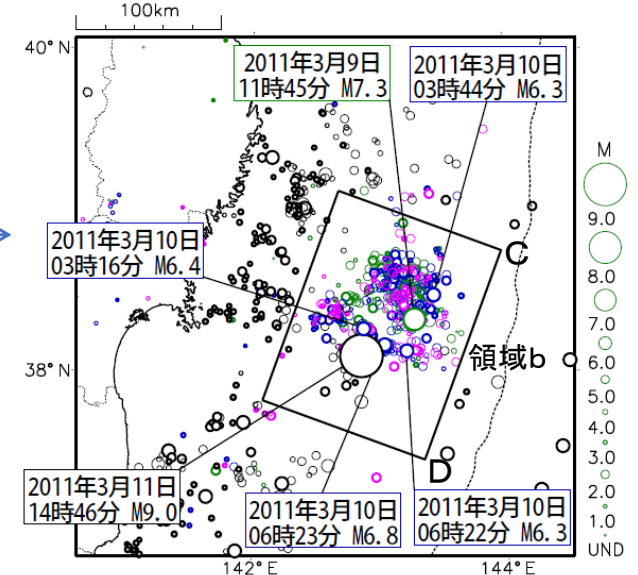 100km
40°N
2011年3月9日
11時45分 M7.3
2011年3月10日
03時44分 M6.3
M
9.0
8.0
7.0
6.0
5.0
4.0
3.0
2.0
1.0
UND
C
2011年3月10日
03時16分 M6.4
38°N
領域b
D
2011年3月11日
14時46分 M9.0
2011年3月10日
06時23分 M6.8
2011年3月10日
06時22分 M6.3
142°E
144°E